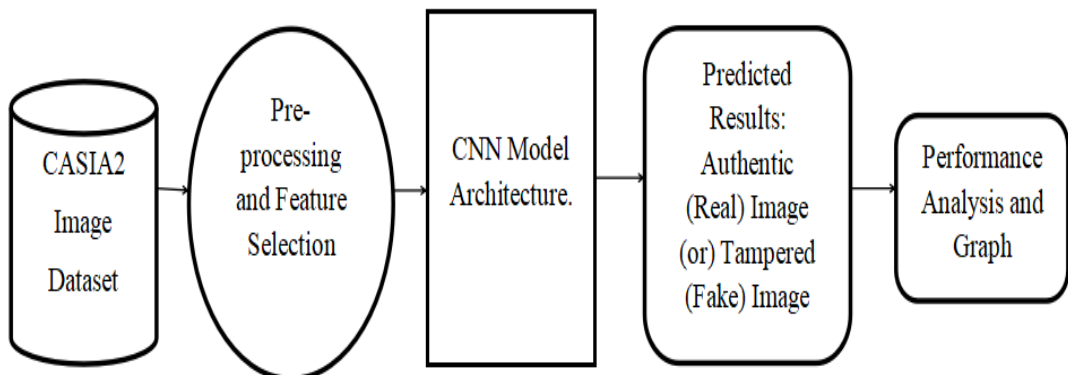 CASIA2
Image
Dataset
Pre-
processing
and Feature
Selection
CNN Model
Architecture.
Predicted
Results:
Authentic
(Real) Image
(or) Tampered
(Fake) Image
Performance
Analysis and
Graph